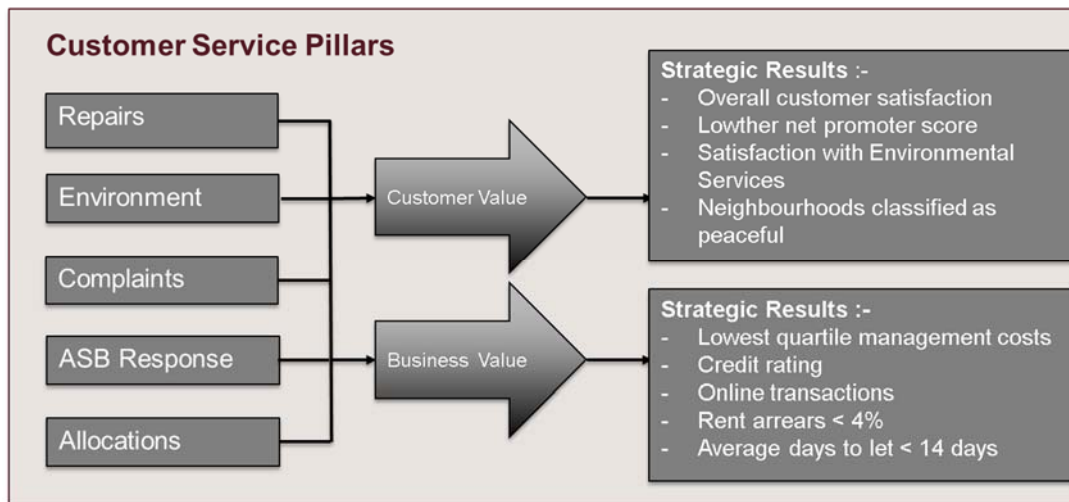 Customer Service Pillars
Repairs
Environment
Complaints
ASB Response
Allocations
Customer Value
Business Value
Strategic Results :-
- Overall customer satisfaction
- Lowther net promoter score
- Satisfaction with Environmental
Services
- Neighbourhoods classified as
peaceful
Strategic Results :-
- Lowest quartile management costs
- Credit rating
- Online transactions
- Rent arrears < 4%
- Average days to let < 14 days